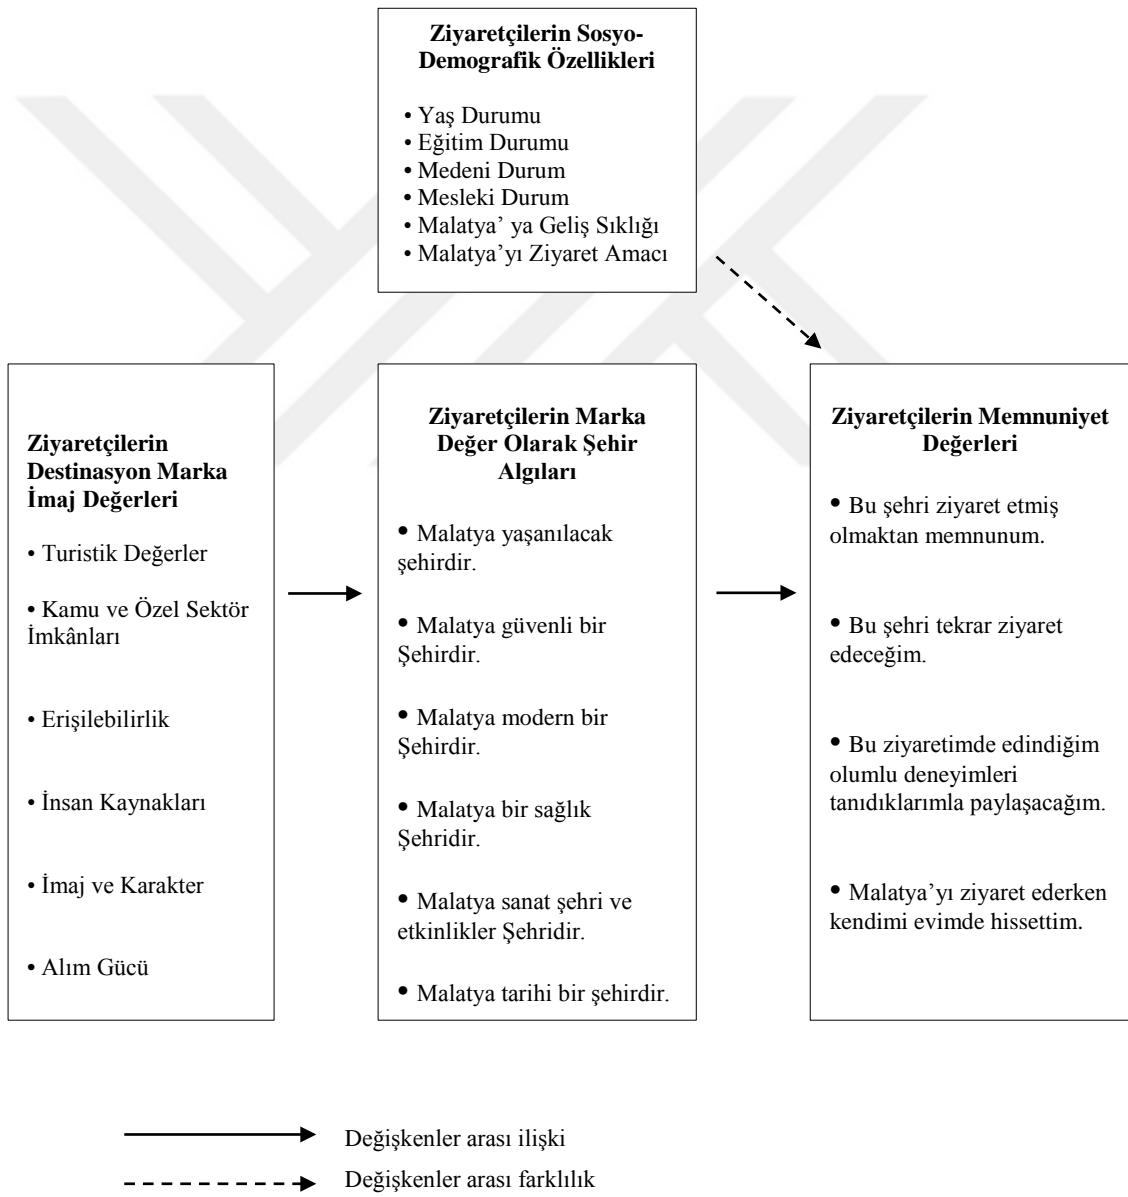 Ziyaretçilerin Sosyo-
Demografik Özellikleri
• Yaş Durumu
• Eğitim Durumu
• Medeni Durum
• Mesleki Durum
• Malatya’ ya Geliş Sıklığı
• Malatya’yı Ziyaret Amacı
Ziyaretçilerin
Destinasyon Marka
İmaj Değerleri
• Turistik Değerler
• Kamu ve Özel Sektör
İmkânları
• Erişilebilirlik
• İnsan Kaynakları
• İmaj ve Karakter
• Alım Gücü
Ziyaretçilerin Marka
Değer Olarak Şehir
Algıları
• Malatya yaşanılacak
şehirdir.
• Malatya güvenli bir
Şehirdir.
• Malatya modern bir
Şehirdir.
• Malatya bir sağlık
Şehridir.
• Malatya sanat şehri ve
etkinlikler Şehridir.
• Malatya tarihi bir şehirdir.
Ziyaretçilerin Memnuniyet
Değerleri
• Bu şehri ziyaret etmiş
olmaktan memnunum.
• Bu şehri tekrar ziyaret
edeceğim.
• Bu ziyaretimde edindiğim
olumlu deneyimleri
tanıdıklarımla paylaşacağım.
• Malatya’yı ziyaret ederken
kendimi evimde hissettim.
Değişkenler arası ilişki
Değişkenler arası farklılık